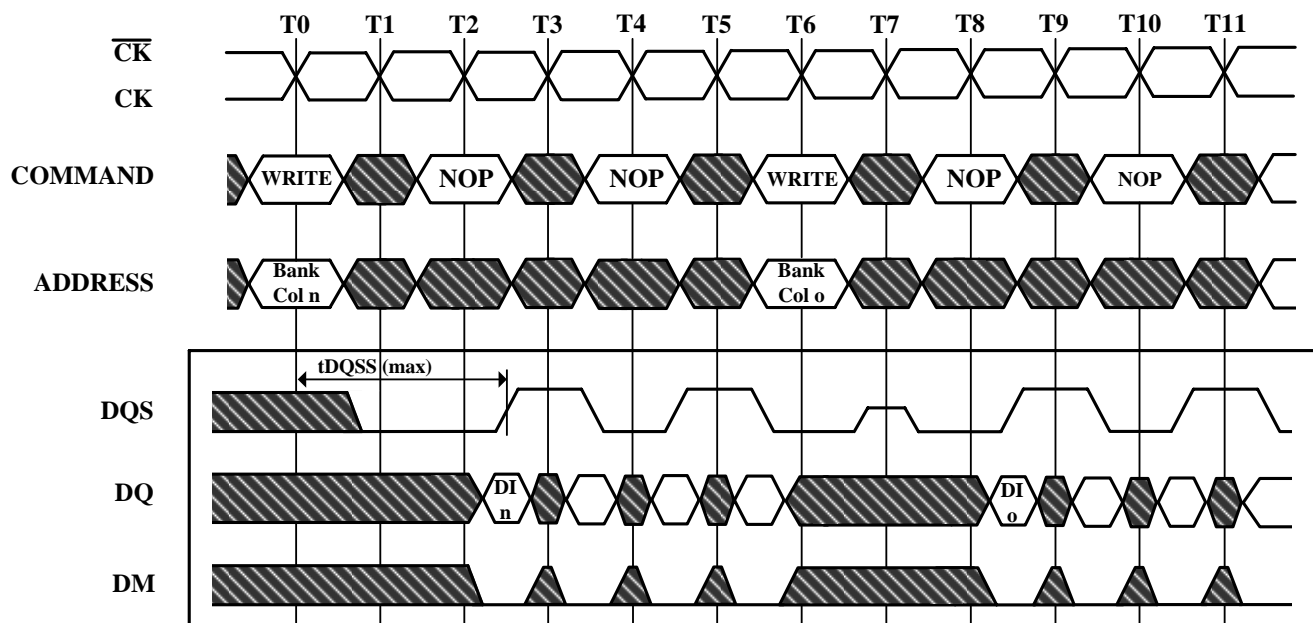 T0 T1 T2 T3 T4 T5 T6 T7 T8 T9 T10 T11
CK
CK
COMMAND WRITE NOP NOP WRITE NOP NOP
ADDRESS Bank Col n Bank Col o
tDQSS (max)
DQS
DQ DI n DI o
DM